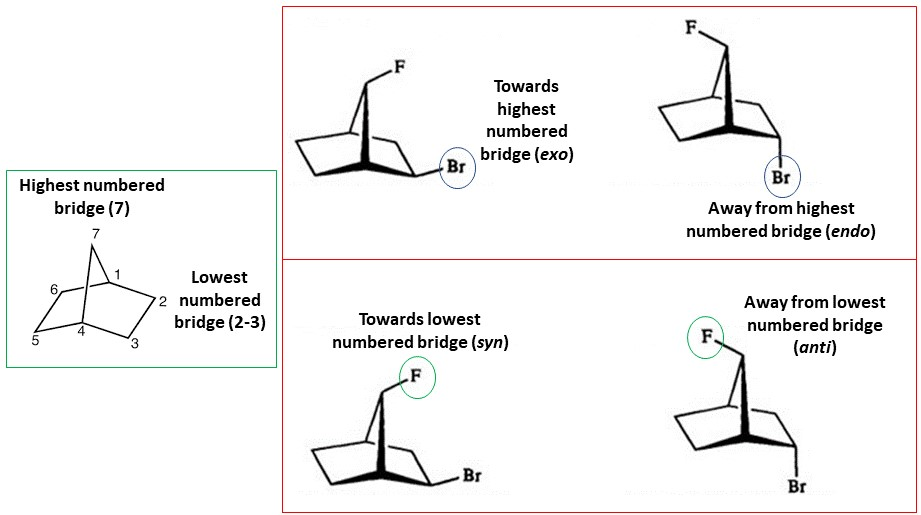 Highest numbered
bridge (7)
7
1
6
2
5
4
3
Lowest
numbered
bridge (2-3)
F
Br
Towards
highest
numbered
bridge (exo)
F
Br
Away from highest
numbered bridge (endo)
Towards lowest
numbered bridge (syn)
F
Br
Away from lowest
numbered bridge
(anti)
F
Br